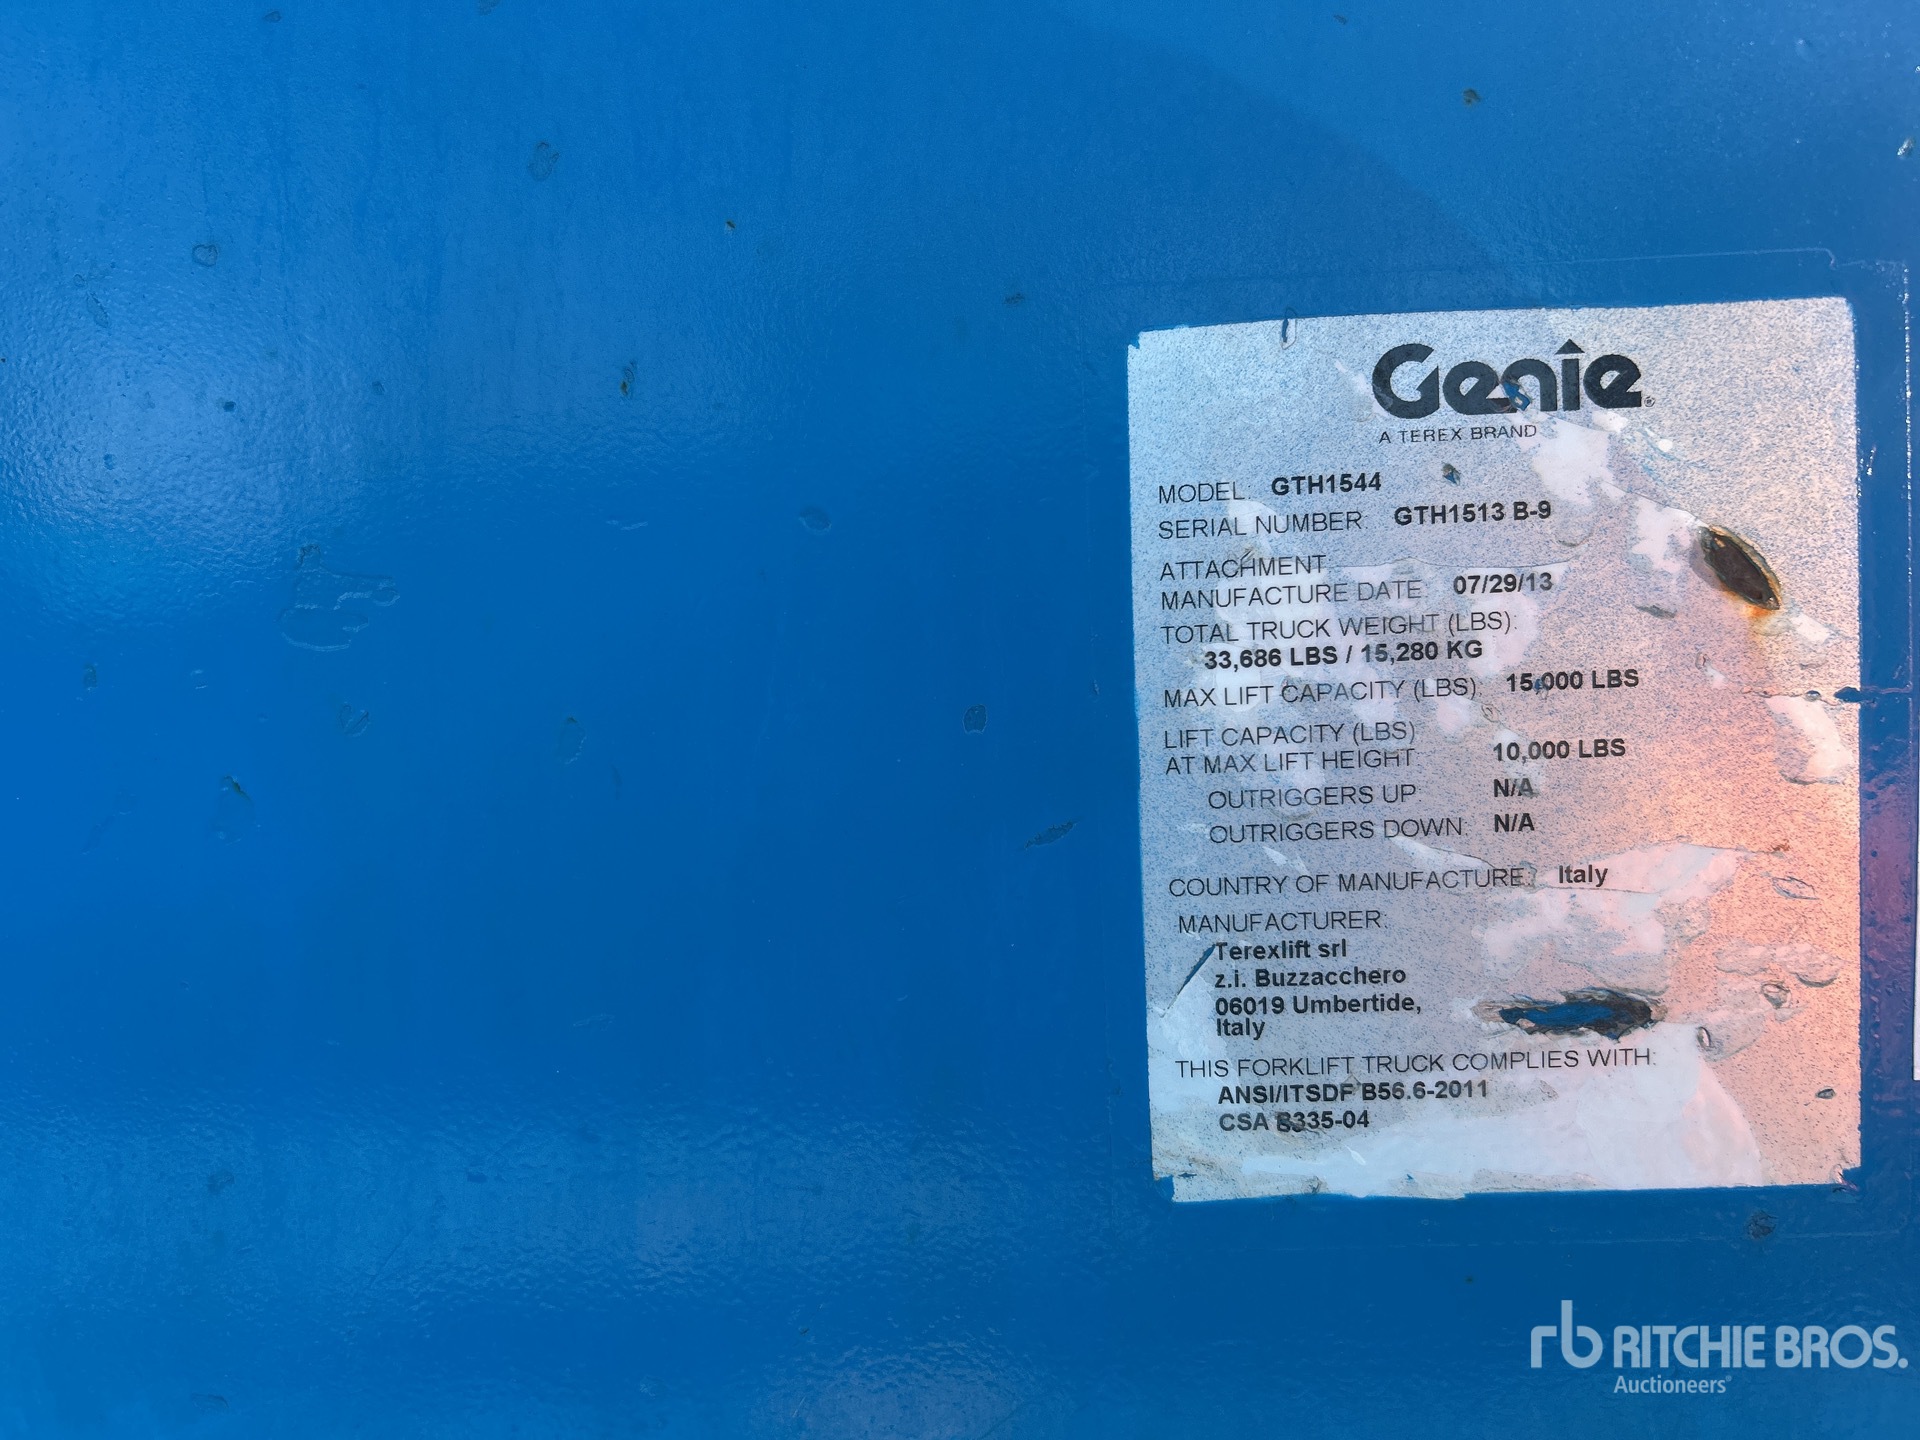 Genie®
A TEREX BRAND
MODEL: GTH1544
SERIAL NUMBER: GTH1513 B-9
ATTACHMENT:
MANUFACTURE DATE: 07/29/13
TOTAL TRUCK WEIGHT (LBS):
33,686 LBS / 15,280 KG
MAX LIFT CAPACITY (LBS): 15,000 LBS
LIFT CAPACITY (LBS)
AT MAX LIFT HEIGHT: 10,000 LBS
OUTRIGGERS UP: N/A
OUTRIGGERS DOWN: N/A
COUNTRY OF MANUFACTURE: Italy
MANUFACTURER:
Terexlift srl
z.i. Buzzacchero
06019 Umbertide,
Italy
THIS FORKLIFT TRUCK COMPLIES WITH:
ANSI/ITSDF B56.6-2011
CSA B335-04
rb RITCHIE BROS.
Auctioneers®